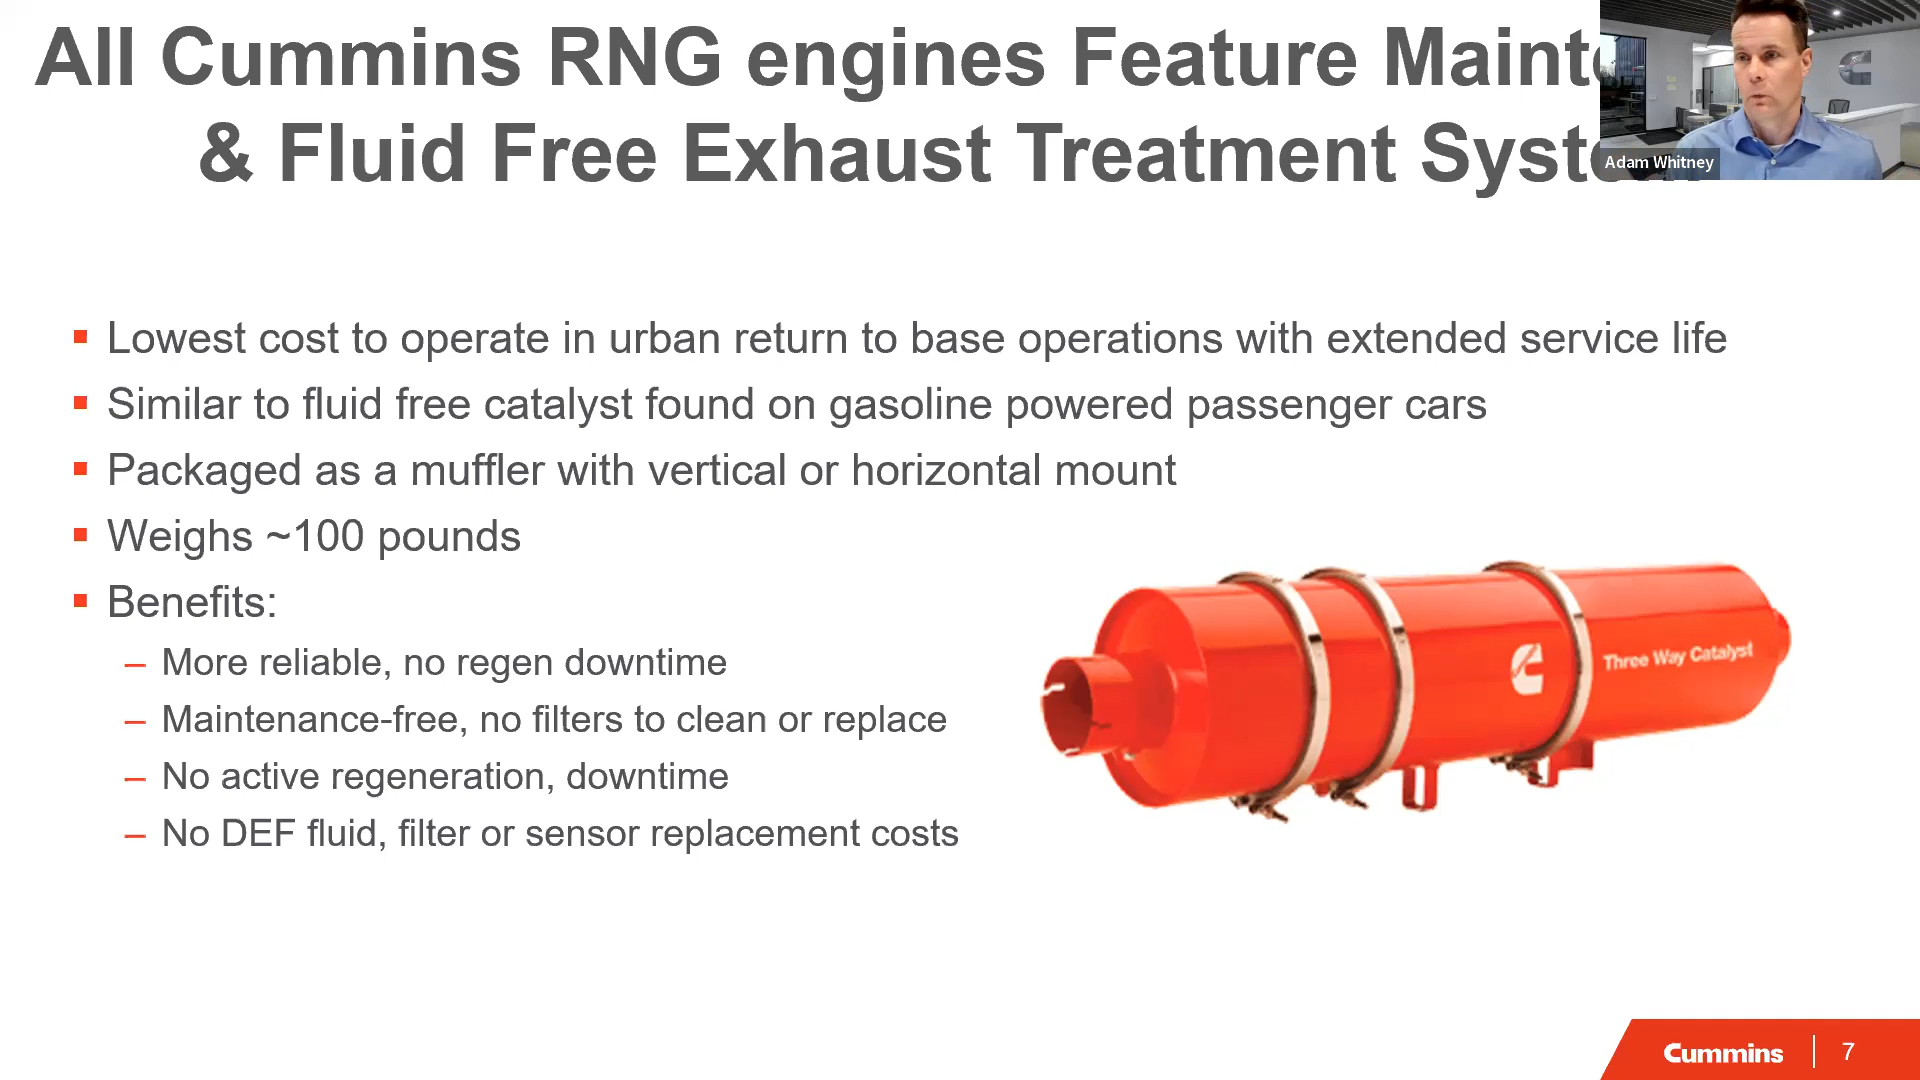 All Cummins RNG engines Feature
& Fluid Free Exhaust Treatment
Adam Whitney
Lowest cost to operate in urban return to base operations with extended service life
Similar to fluid free catalyst found on gasoline powered passenger cars
Packaged as a muffler with vertical or horizontal mount
Weighs ~100 pounds
Benefits:
– More reliable, no regen downtime
– Maintenance-free, no filters to clean or replace
– No active regeneration, downtime
– No DEF fluid, filter or sensor replacement costs
Three Way Catalyst
Cummins
7